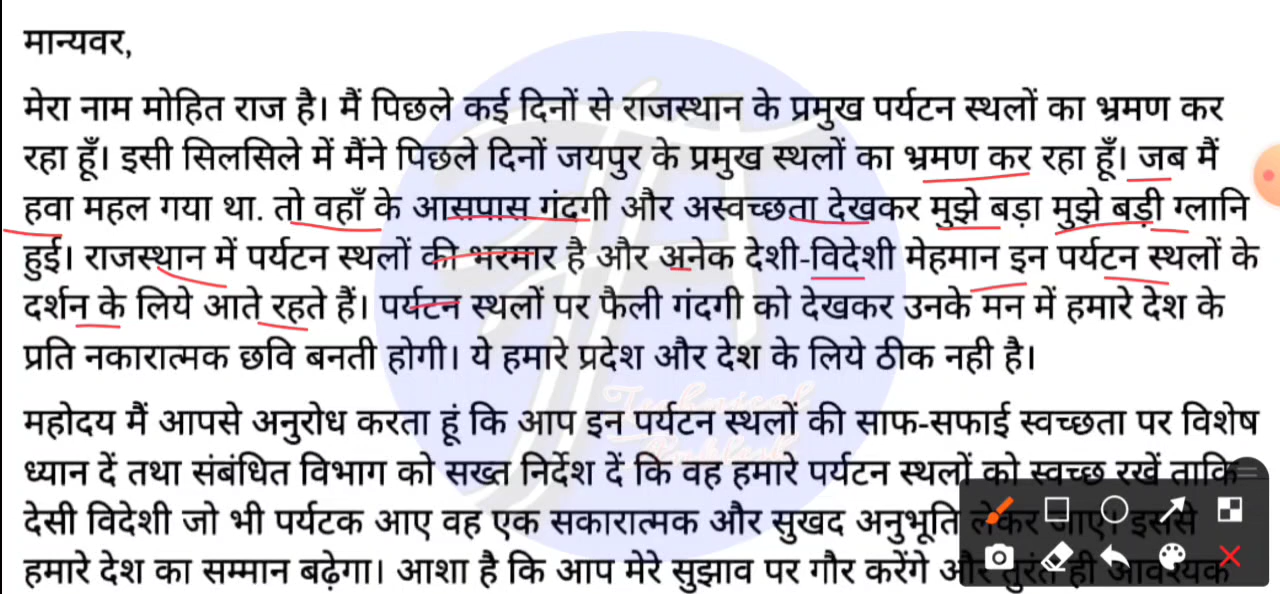 मान्यवर,
मेरा नाम मोहित राज है। मैं पिछले कई दिनों से राजस्थान के प्रमुख पर्यटन स्थलों का भ्रमण कर
रहा हूँ। इसी सिलसिले में मैंने पिछले दिनों जयपुर के प्रमुख स्थलों का भ्रमण कर रहा हूँ। जब मैं
हवा महल गया था. तो वहाँ के आसपास गंदगी और अस्वच्छता देखकर मुझे बड़ा मुझे बड़ी ग्लानि
हुई। राजस्थान में पर्यटन स्थलों की भरमार है और अनेक देशी-विदेशी मेहमान इन पर्यटन स्थलों के
दर्शन के लिये आते रहते हैं। पर्यटन स्थलों पर फैली गंदगी को देखकर उनके मन में हमारे देश के
प्रति नकारात्मक छवि बनती होगी। ये हमारे प्रदेश और देश के लिये ठीक नही है।
महोदय मैं आपसे अनुरोध करता हूं कि आप इन पर्यटन स्थलों की साफ-सफाई स्वच्छता पर विशेष
ध्यान दें तथा संबंधित विभाग को सख्त निर्देश दें कि वह हमारे पर्यटन स्थलों को स्वच्छ रखें ताकि
देसी विदेशी जो भी पर्यटक आए वह एक सकारात्मक और सुखद अनुभूति लेकर जाए। इससे
हमारे देश का सम्मान बढ़ेगा। आशा है कि आप मेरे सुझाव पर गौर करेंगे और तुरंत ही आवश्यक